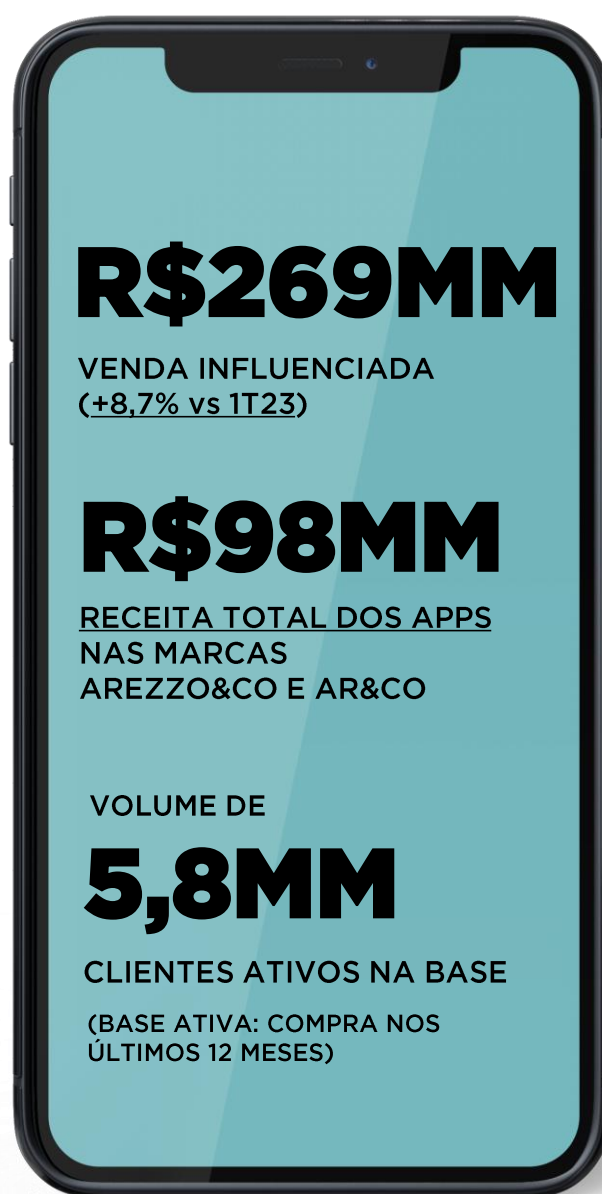 R$269MM
VENDA INFLUENCIADA
(+8,7% vs 1T23)
R$98MM
RECEITA TOTAL DOS APPS
NAS MARCAS
AREZZO&CO E AR&CO
VOLUME DE
5,8MM
CLIENTES ATIVOS NA BASE
(BASE ATIVA: COMPRA NOS
ÚLTIMOS 12 MESES)